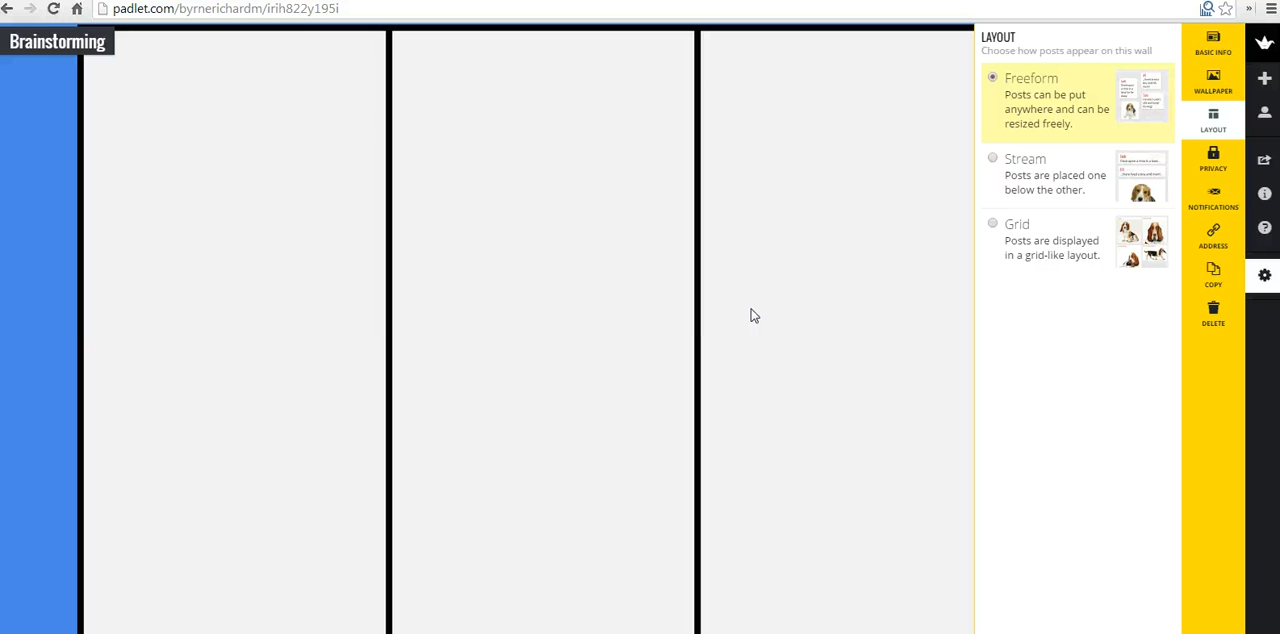 padlet.com/byrnerichardm/irih822y195i
»
Brainstorming
LAYOUT
Choose how posts appear on this wall
Freeform
Posts can be put
anywhere and can be
resized freely.
Stream
Posts are placed one
below the other.
Grid
Posts are displayed
in a grid-like layout.
BASIC INFO
WALLPAPER
LAYOUT
PRIVACY
NOTIFICATIONS
ADDRESS
COPY
DELETE